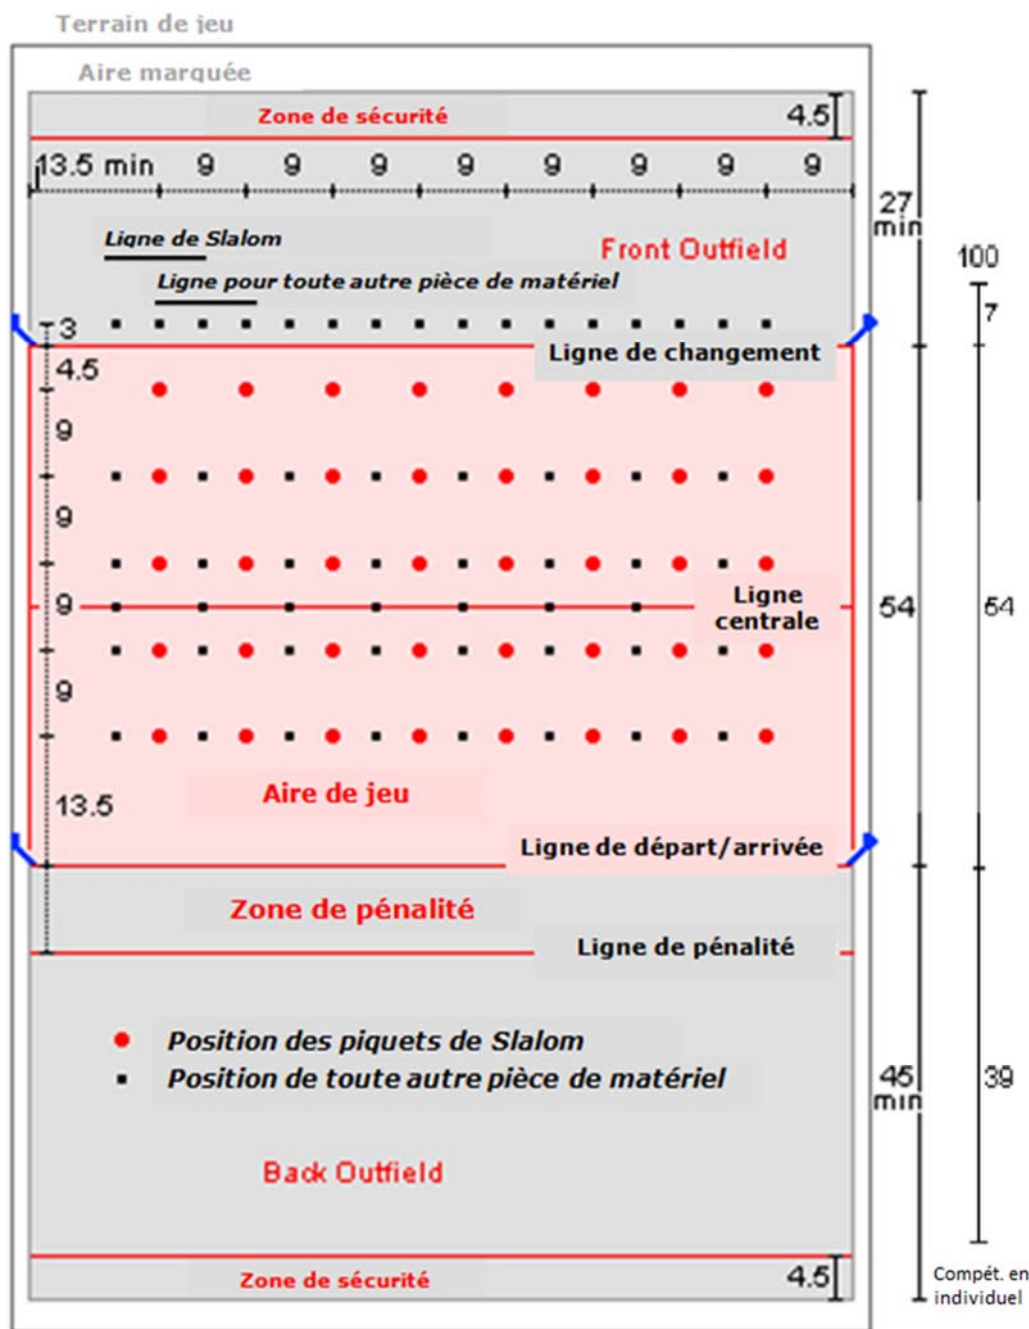 Terrain de jeu
Aire marquée
Zone de sécurité 4.5
13.5 min 9 9 9 9 9 9 9 9
27
min
Ligne de Slalom
Front Outfield
100
Ligne pour toute autre pièce de matériel
7
3
Ligne de changement
4.5
9
9
9
Ligne
centrale
54
64
9
Aire de jeu
13.5
Ligne de départ/arrivée
Zone de pénalité
Ligne de pénalité
Position des piquets de Slalom
Position de toute autre pièce de matériel
45
min
39
Back Outfield
Zone de sécurité 4.5
Compét. en
individuel